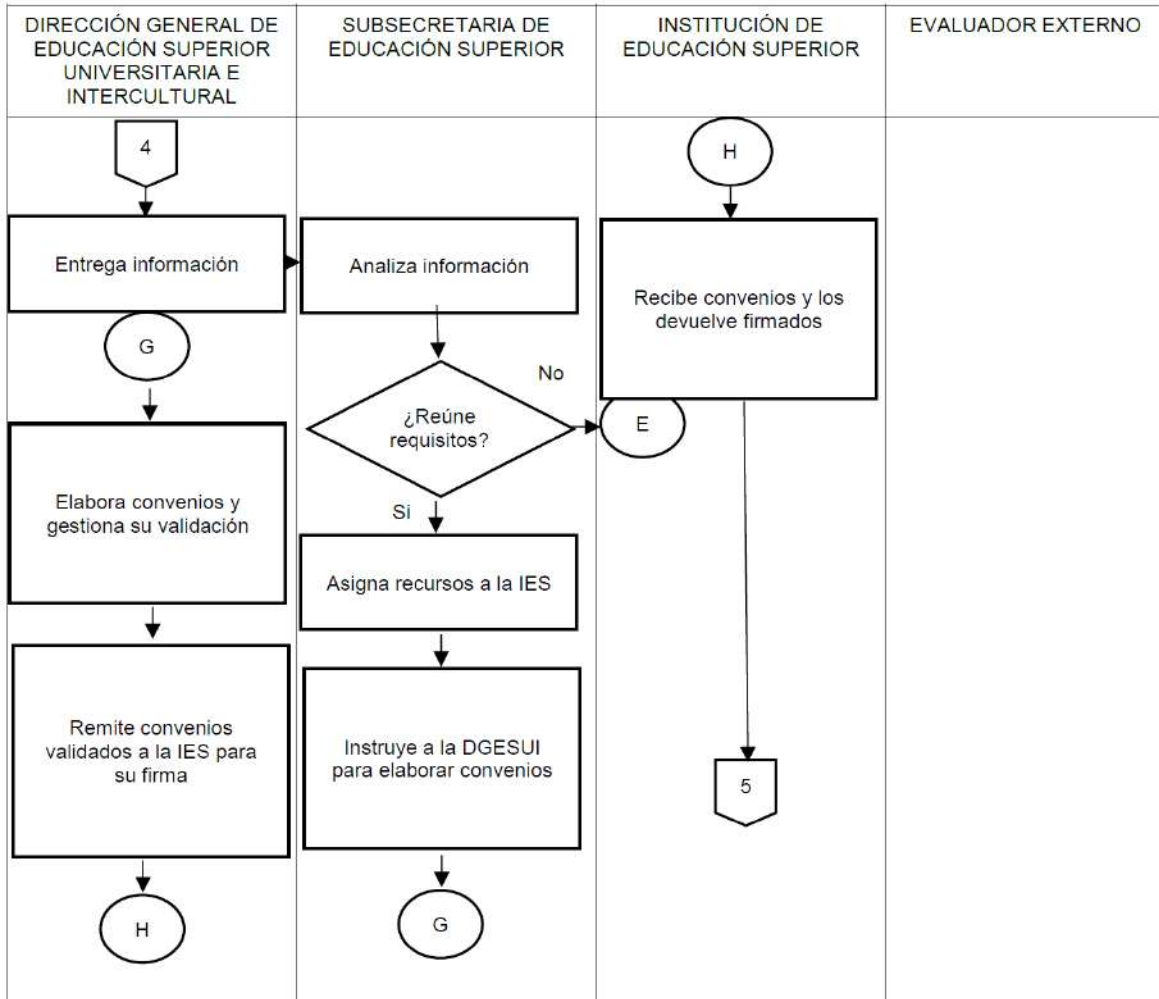 DIRECCIÓN GENERAL DE
EDUCACIÓN SUPERIOR
UNIVERSITARIA E
INTERCULTURAL
SUBSECRETARIA DE
EDUCACIÓN SUPERIOR
INSTITUCIÓN DE
EDUCACIÓN SUPERIOR
EVALUADOR EXTERNO
4
Entrega información
G
Elabora convenios y
gestiona su validación
Remite convenios
validados a la IES para
su firma
H
Analiza información
¿Reúne
requisitos?
No
Si
Asigna recursos a la IES
Instruye a la DGESUI
para elaborar convenios
G
H
Recibe convenios y los
devuelve firmados
E
5